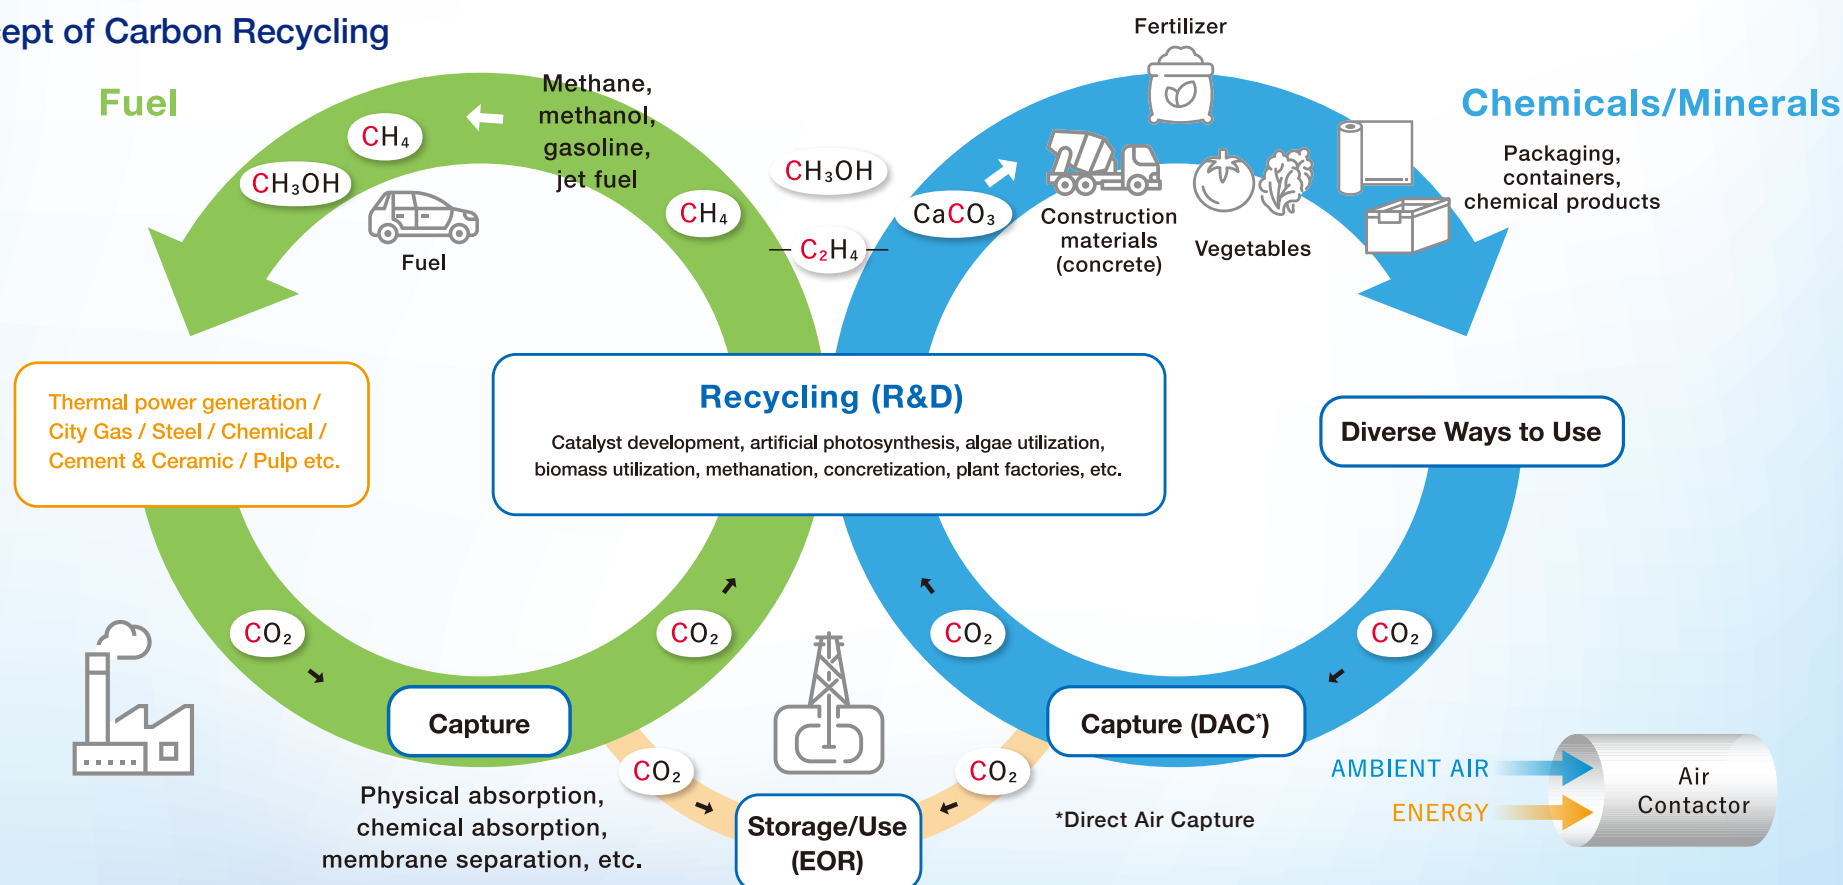 cept of Carbon Recycling
Fuel
Methane,
methanol,
gasoline,
jet fuel
CH₄
CH₃OH
Fuel
CH₄
CH₃OH
C₂H₄
CaCO₃
Fertilizer
Construction
materials
(concrete)
Vegetables
Chemicals/Minerals
Packaging,
containers,
chemical products
Thermal power generation /
City Gas / Steel / Chemical /
Cement & Ceramic / Pulp etc.
Recycling (R&D)
Catalyst development, artificial photosynthesis, algae utilization,
biomass utilization, methanation, concretization, plant factories, etc.
Diverse Ways to Use
CO₂
CO₂
CO₂
CO₂
Capture
Capture (DAC*)
CO₂
CO₂
Physical absorption,
chemical absorption,
membrane separation, etc.
Storage/Use
(EOR)
*Direct Air Capture
AMBIENT AIR
ENERGY
Air
Contactor